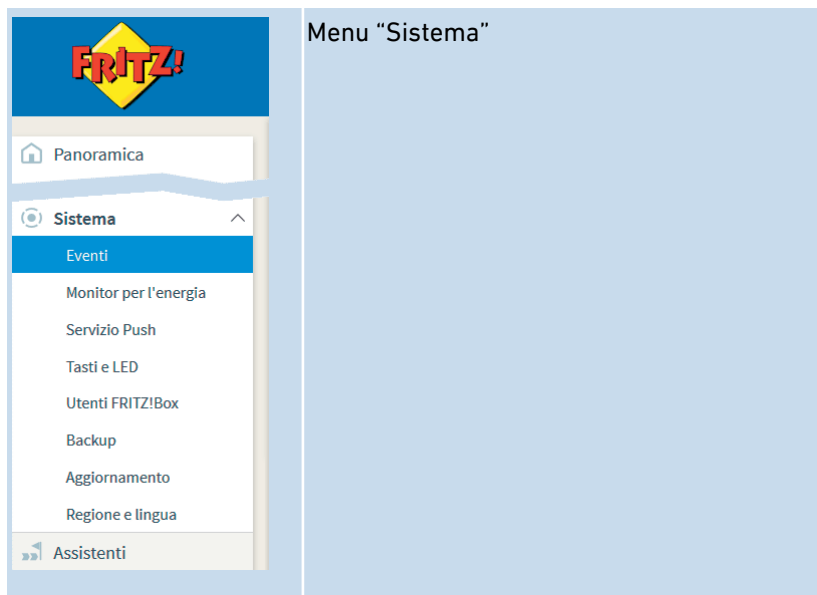 FRITZ!
Menu “Sistema”
Panoramica
Sistema
Eventi
Monitor per l'energia
Servizio Push
Tasti e LED
Utenti FRITZ!Box
Backup
Aggiornamento
Regione e lingua
Assistenti